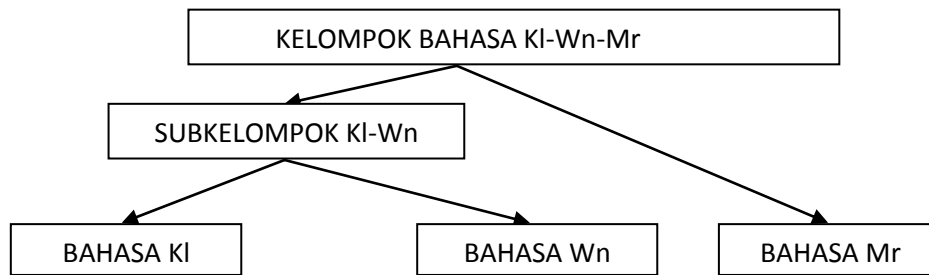 KELOMPOK BAHASA Kl-Wn-Mr
SUBKELOMPOK Kl-Wn
BAHASA Kl
BAHASA Wn
BAHASA Mr